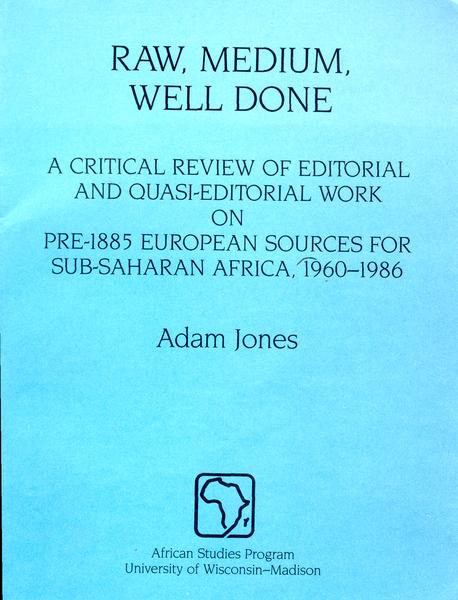 RAW, MEDIUM,
WELL DONE
A CRITICAL REVIEW OF EDITORIAL
AND QUASI-EDITORIAL WORK
ON
PRE-1885 EUROPEAN SOURCES FOR
SUB-SAHARAN AFRICA, 1960–1986
Adam Jones
African Studies Program
University of Wisconsin–Madison